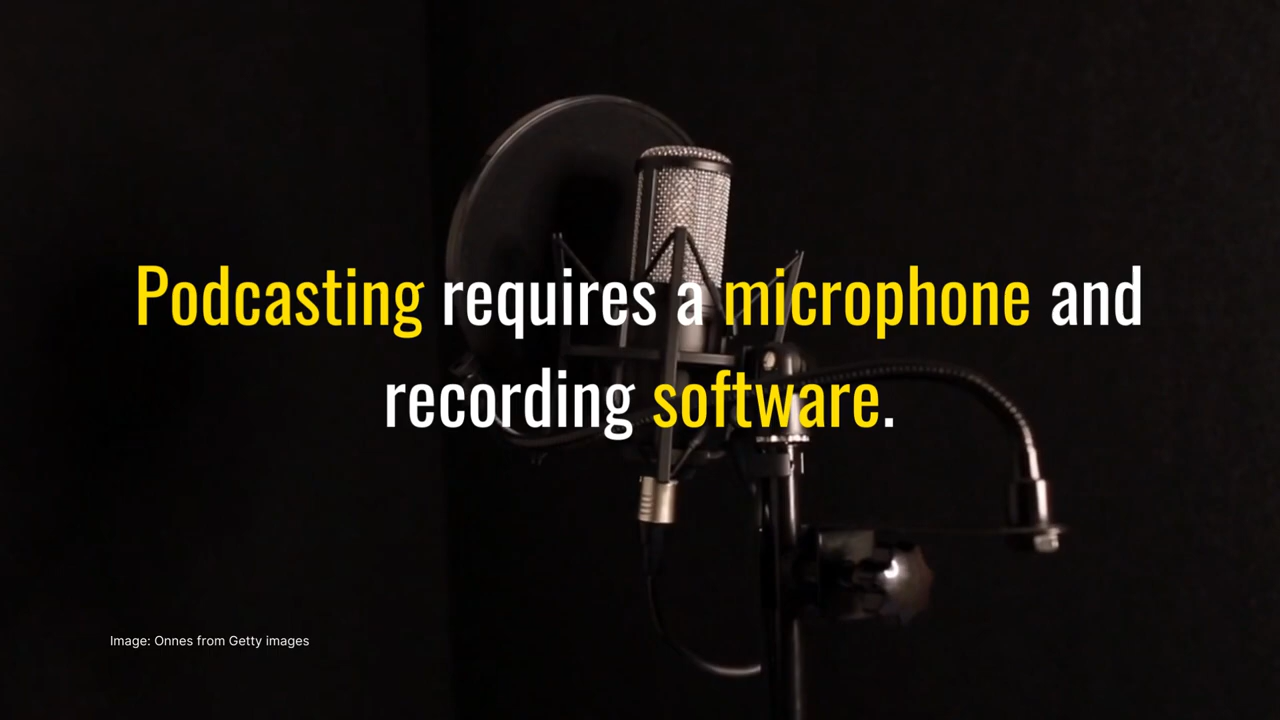 Podcasting requires a microphone and
recording software.
Image: Onnes from Getty images